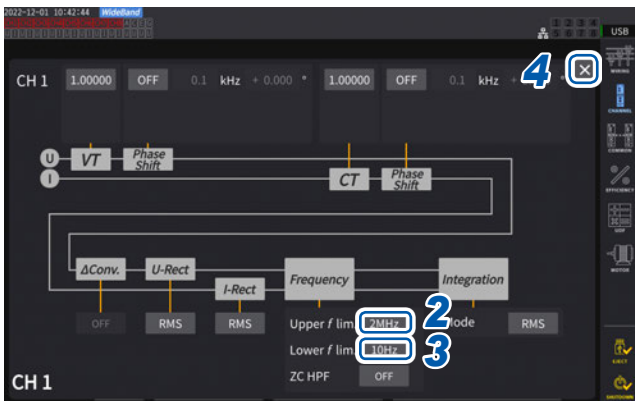 2022-12-01 10:42:44 WideBand
USB
4
CH 1 1.00000 OFF 0.1 kHz + 0.000 ° 1.00000 OFF 0.1 kHz +
WIRING
CHANNEL
COMMON
U VT Phase Shift
I CT Phase Shift
EFFICIENCY
UDF
MOTOR
ΔConv. U-Rect I-Rect Frequency Integration
OFF RMS RMS Upper f lim. 2MHz 2 Mode RMS
Lower f lim. 10Hz 3
ZC HPF OFF
EJECT
CH 1
SHUTDOWN